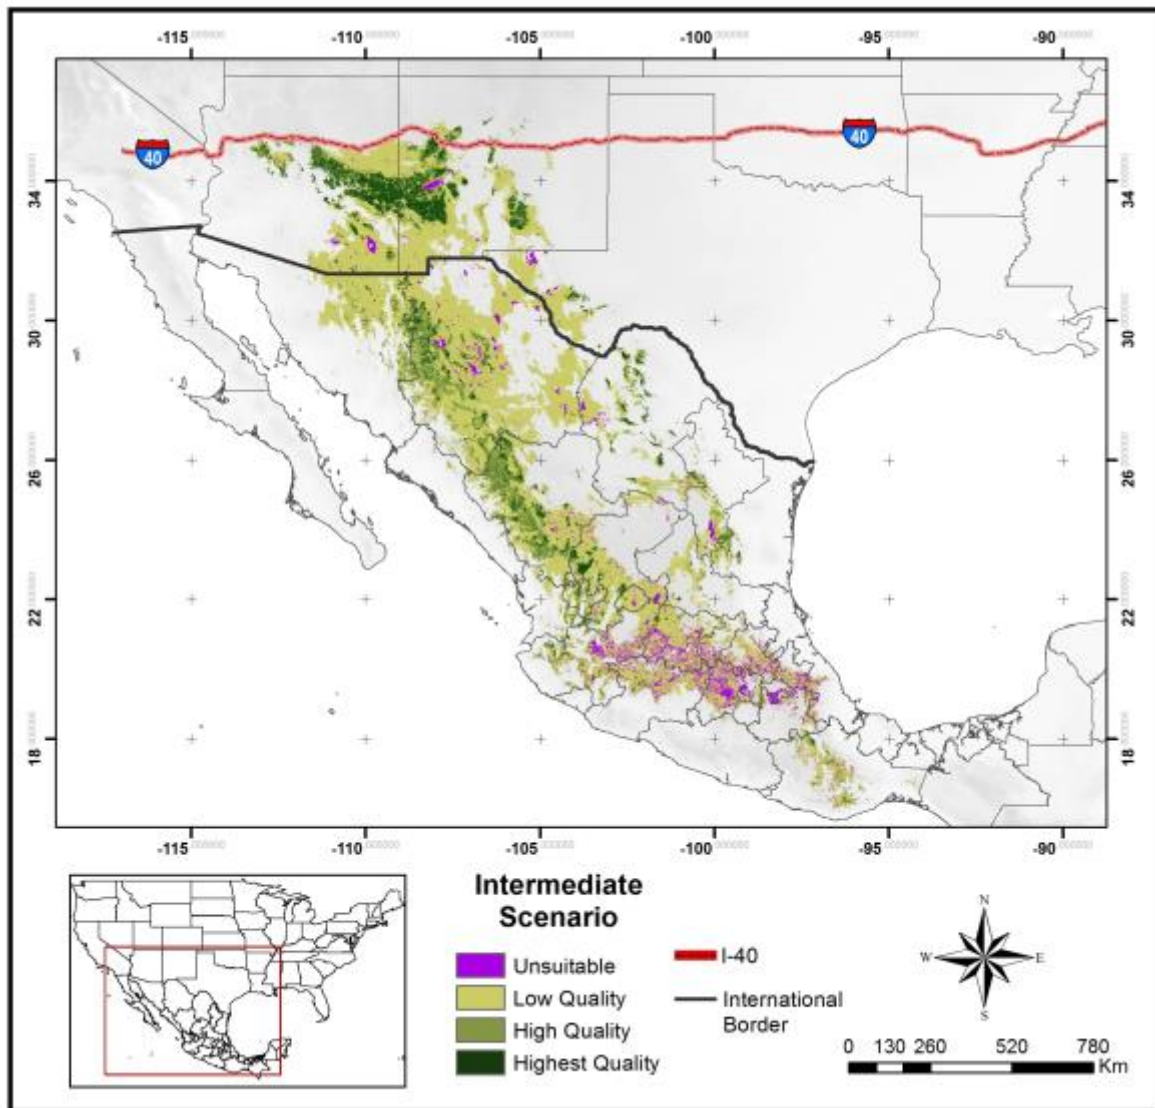 -115 -110 -105 -100 -95 -90
40 40
34 34
30 30
26 26
22 22
18 18
-115 -110 -105 -100 -95 -90
Intermediate
Scenario
Unsuitable
Low Quality
High Quality
Highest Quality
I-40
International
Border
N
W E
S
0 130 260 520 780
Km